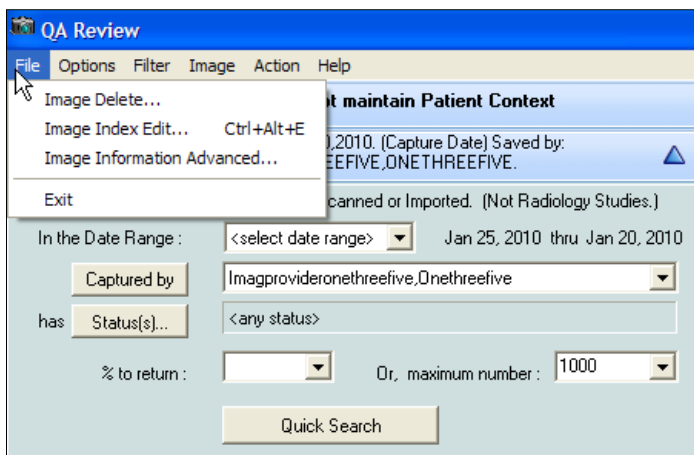 QA Review
File Options Filter Image Action Help
Image Delete...
Image Index Edit... Ctrl+Alt+E
Image Information Advanced...
Exit
maintain Patient Context
,2010. (Capture Date) Saved by:
EEFIVE,ONETHREEFIVE.
canned or Imported. (Not Radiology Studies.)
In the Date Range : <select date range> Jan 25, 2010 thru Jan 20, 2010
Captured by Imagprovideronethreefive,Onethreefive
has Status(s)... <any status>
% to return : Or, maximum number : 1000
Quick Search